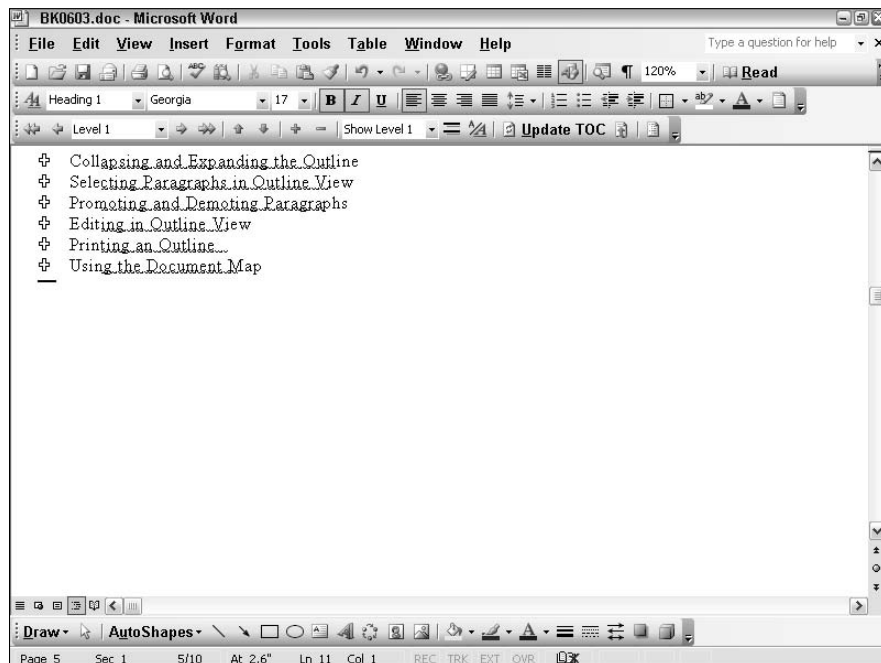 BK0603.doc - Microsoft Word
File Edit View Insert Format Tools Table Window Help Type a question for help
120% Read
Heading 1 Georgia 17 B I U
Level 1 Show Level 1 Update TOC
Collapsing and Expanding the Outline
Selecting Paragraphs in Outline View
Promoting and Demoting Paragraphs
Editing in Outline View
Printing an Outline
Using the Document Map
Draw AutoShapes
Page 5 Sec 1 5/10 At 2.6" Ln 11 Col 1 REC TRK EXT OVR